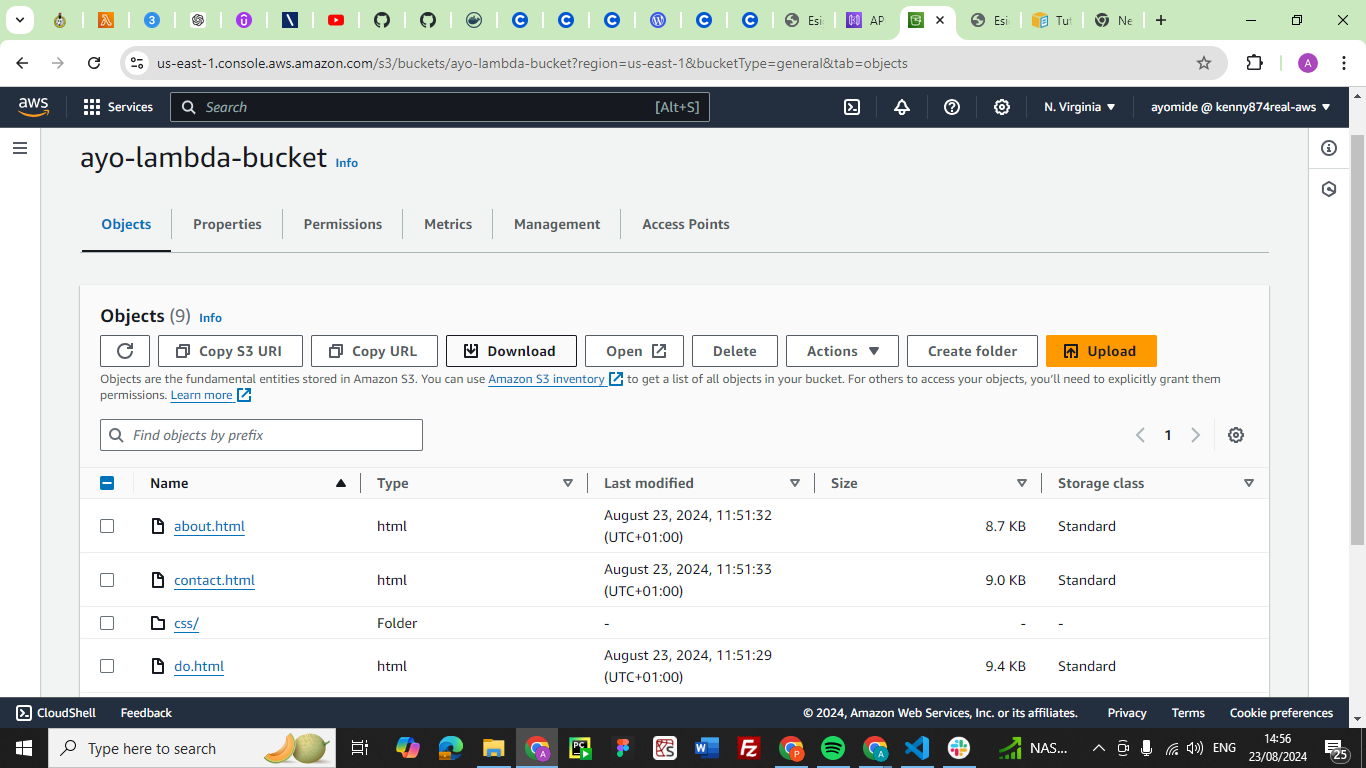 Esi
AP
Esi
Tut
Ne
us-east-1.console.aws.amazon.com/s3/buckets/ayo-lambda-bucket?region=us-east-1&bucketType=general&tab=objects
A
aws
Services
Search
[Alt+S]
N. Virginia
ayomide @ kenny874real-aws
ayo-lambda-bucket Info
Objects
Properties
Permissions
Metrics
Management
Access Points
Objects (9) Info
Copy S3 URI
Copy URL
Download
Open
Delete
Actions
Create folder
Upload
Objects are the fundamental entities stored in Amazon S3. You can use Amazon S3 inventory to get a list of all objects in your bucket. For others to access your objects, you'll need to explicitly grant them
permissions. Learn more
Find objects by prefix
1
Name Type Last modified Size Storage class
about.html html August 23, 2024, 11:51:32 (UTC+01:00) 8.7 KB Standard
contact.html html August 23, 2024, 11:51:33 (UTC+01:00) 9.0 KB Standard
css/ Folder - - -
do.html html August 23, 2024, 11:51:29 (UTC+01:00) 9.4 KB Standard
CloudShell
Feedback
© 2024, Amazon Web Services, Inc. or its affiliates.
Privacy
Terms
Cookie preferences
Type here to search
NAS...
ENG
14:56
23/08/2024
25